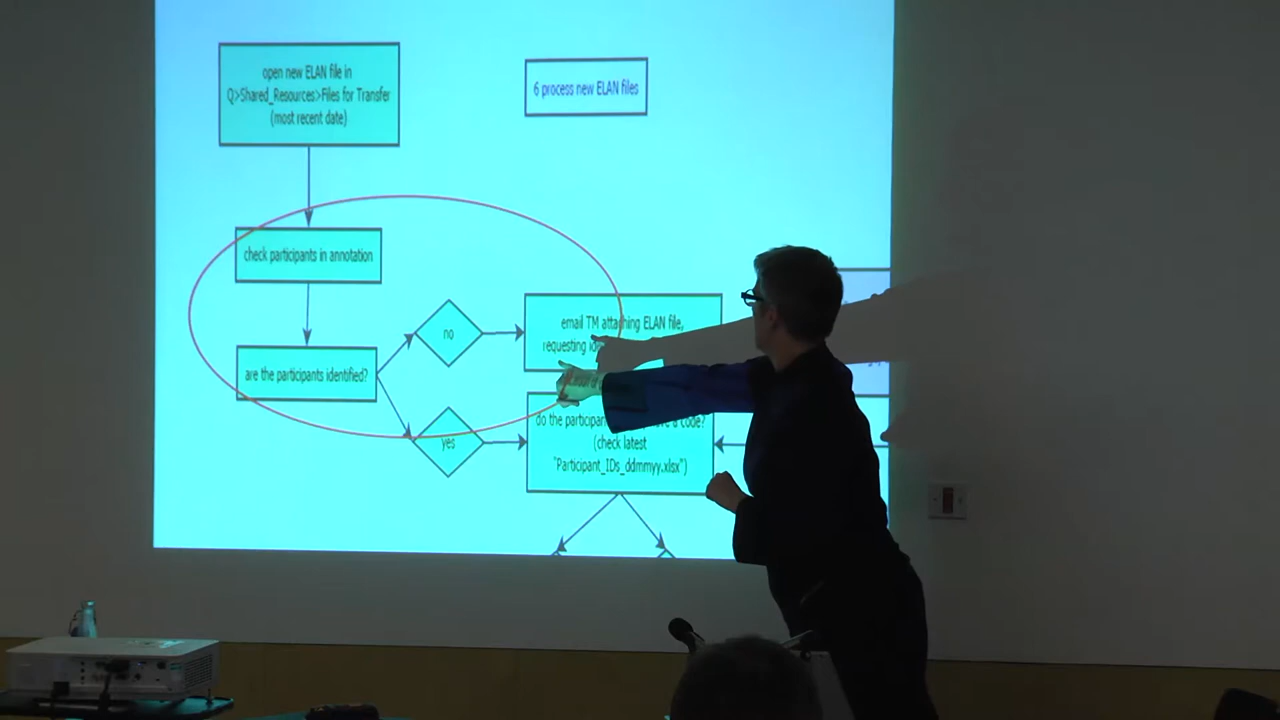 open new ELAN file in
Q>Shared_Resources>Files for Transfer
(most recent date)
6 process new ELAN files
check participants in annotation
no
email TM attaching ELAN file,
requesting
are the participants identified?
yes
do the code?
(check latest
"Participant_IDs_ddmmyy.xlsx")